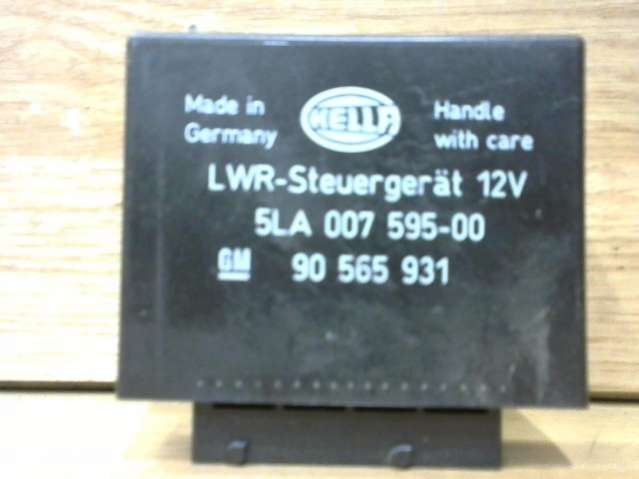 Made in
Germany
HELLA
Handle
with care
LWR-Steuergerät 12V
5LA 007 595-00
GM 90 565 931